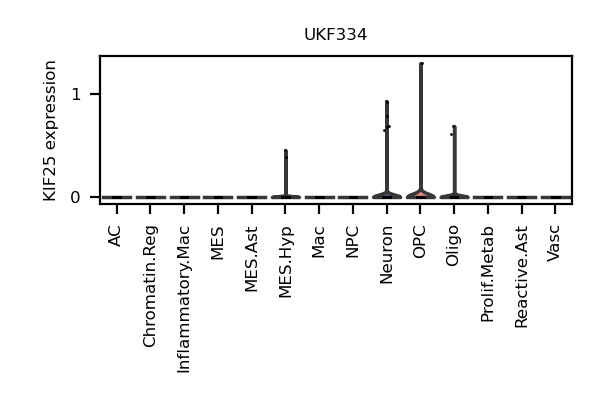 UKF334
KIF25 expression
1
0
AC
Chromatin.Reg
Inflammatory.Mac
MES
MES.Ast
MES.Hyp
Mac
NPC
Neuron
OPC
Oligo
Prolif.Metab
Reactive.Ast
Vasc